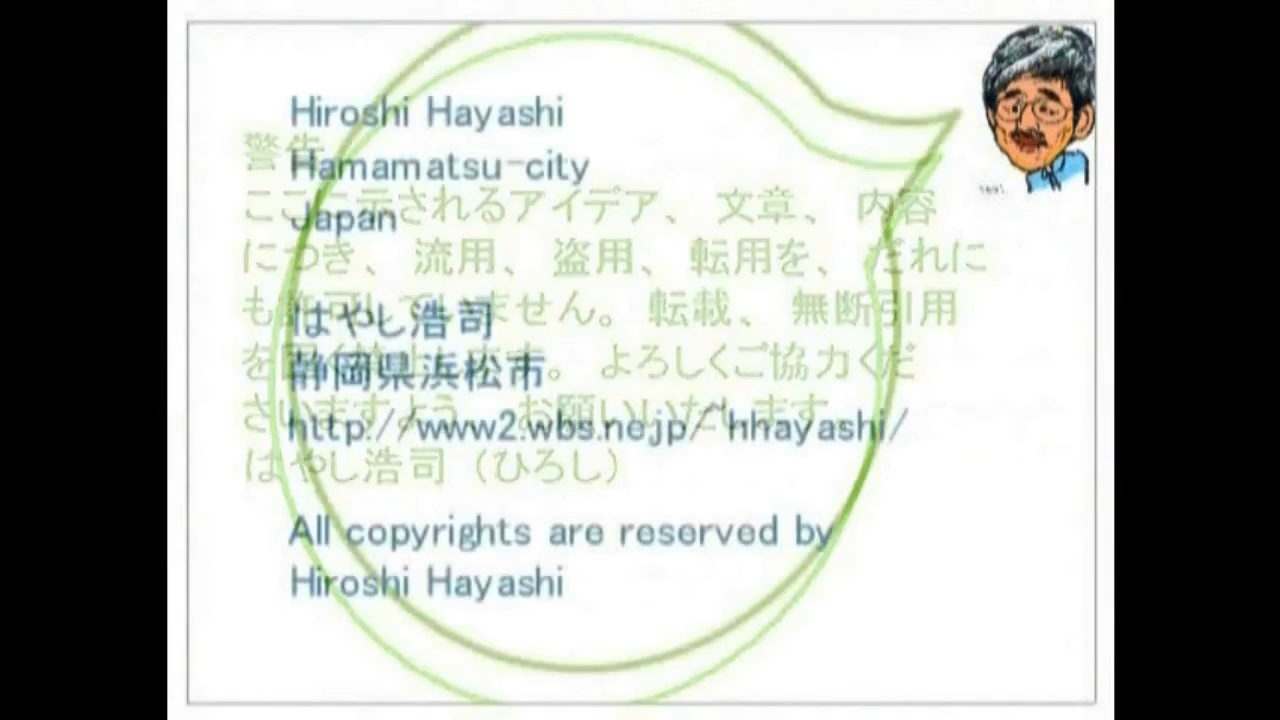 Hiroshi Hayashi
Hamamatsu-city
Japan
はやし浩司
静岡県浜松市
http://www2.wbs.ne.jp/~hhayashi/
All copyrights are reserved by
Hiroshi Hayashi
警告
ここに示されるアイデア、文章、内容
につき、流用、盗用、転用を、だれに
も許可していません。転載、無断引用
を固く禁止します。よろしくご協力くだ
さいますよう、お願いいたします。
はやし浩司（ひろし）